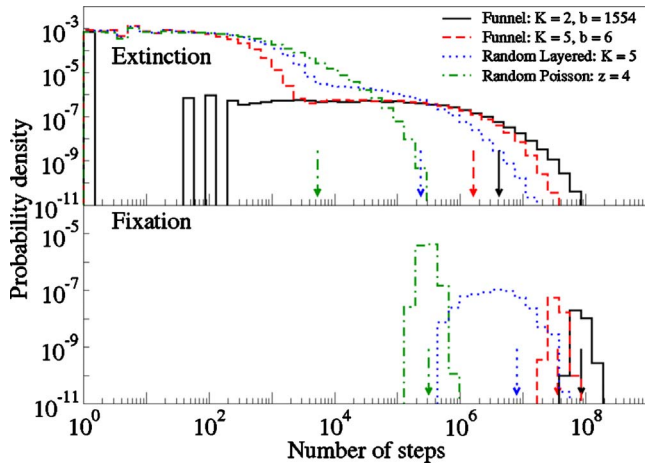 Probability density
10^-3
10^-5
10^-7
10^-9
10^-11
Extinction
Funnel: K = 2, b = 1554
Funnel: K = 5, b = 6
Random Layered: K = 5
Random Poisson: z = 4
Fixation
10^-5
10^-7
10^-9
10^-11
10^0 10^2 10^4 10^6 10^8
Number of steps